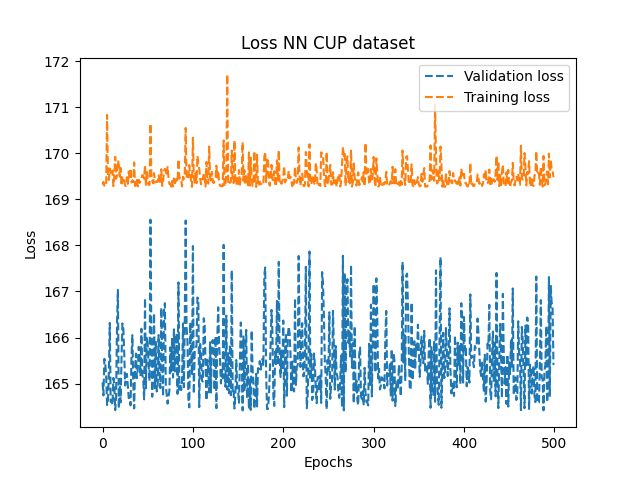 Loss NN CUP dataset
172
171
170
169
168
167
166
165
Loss
Validation loss
Training loss
0
100
200
300
400
500
Epochs